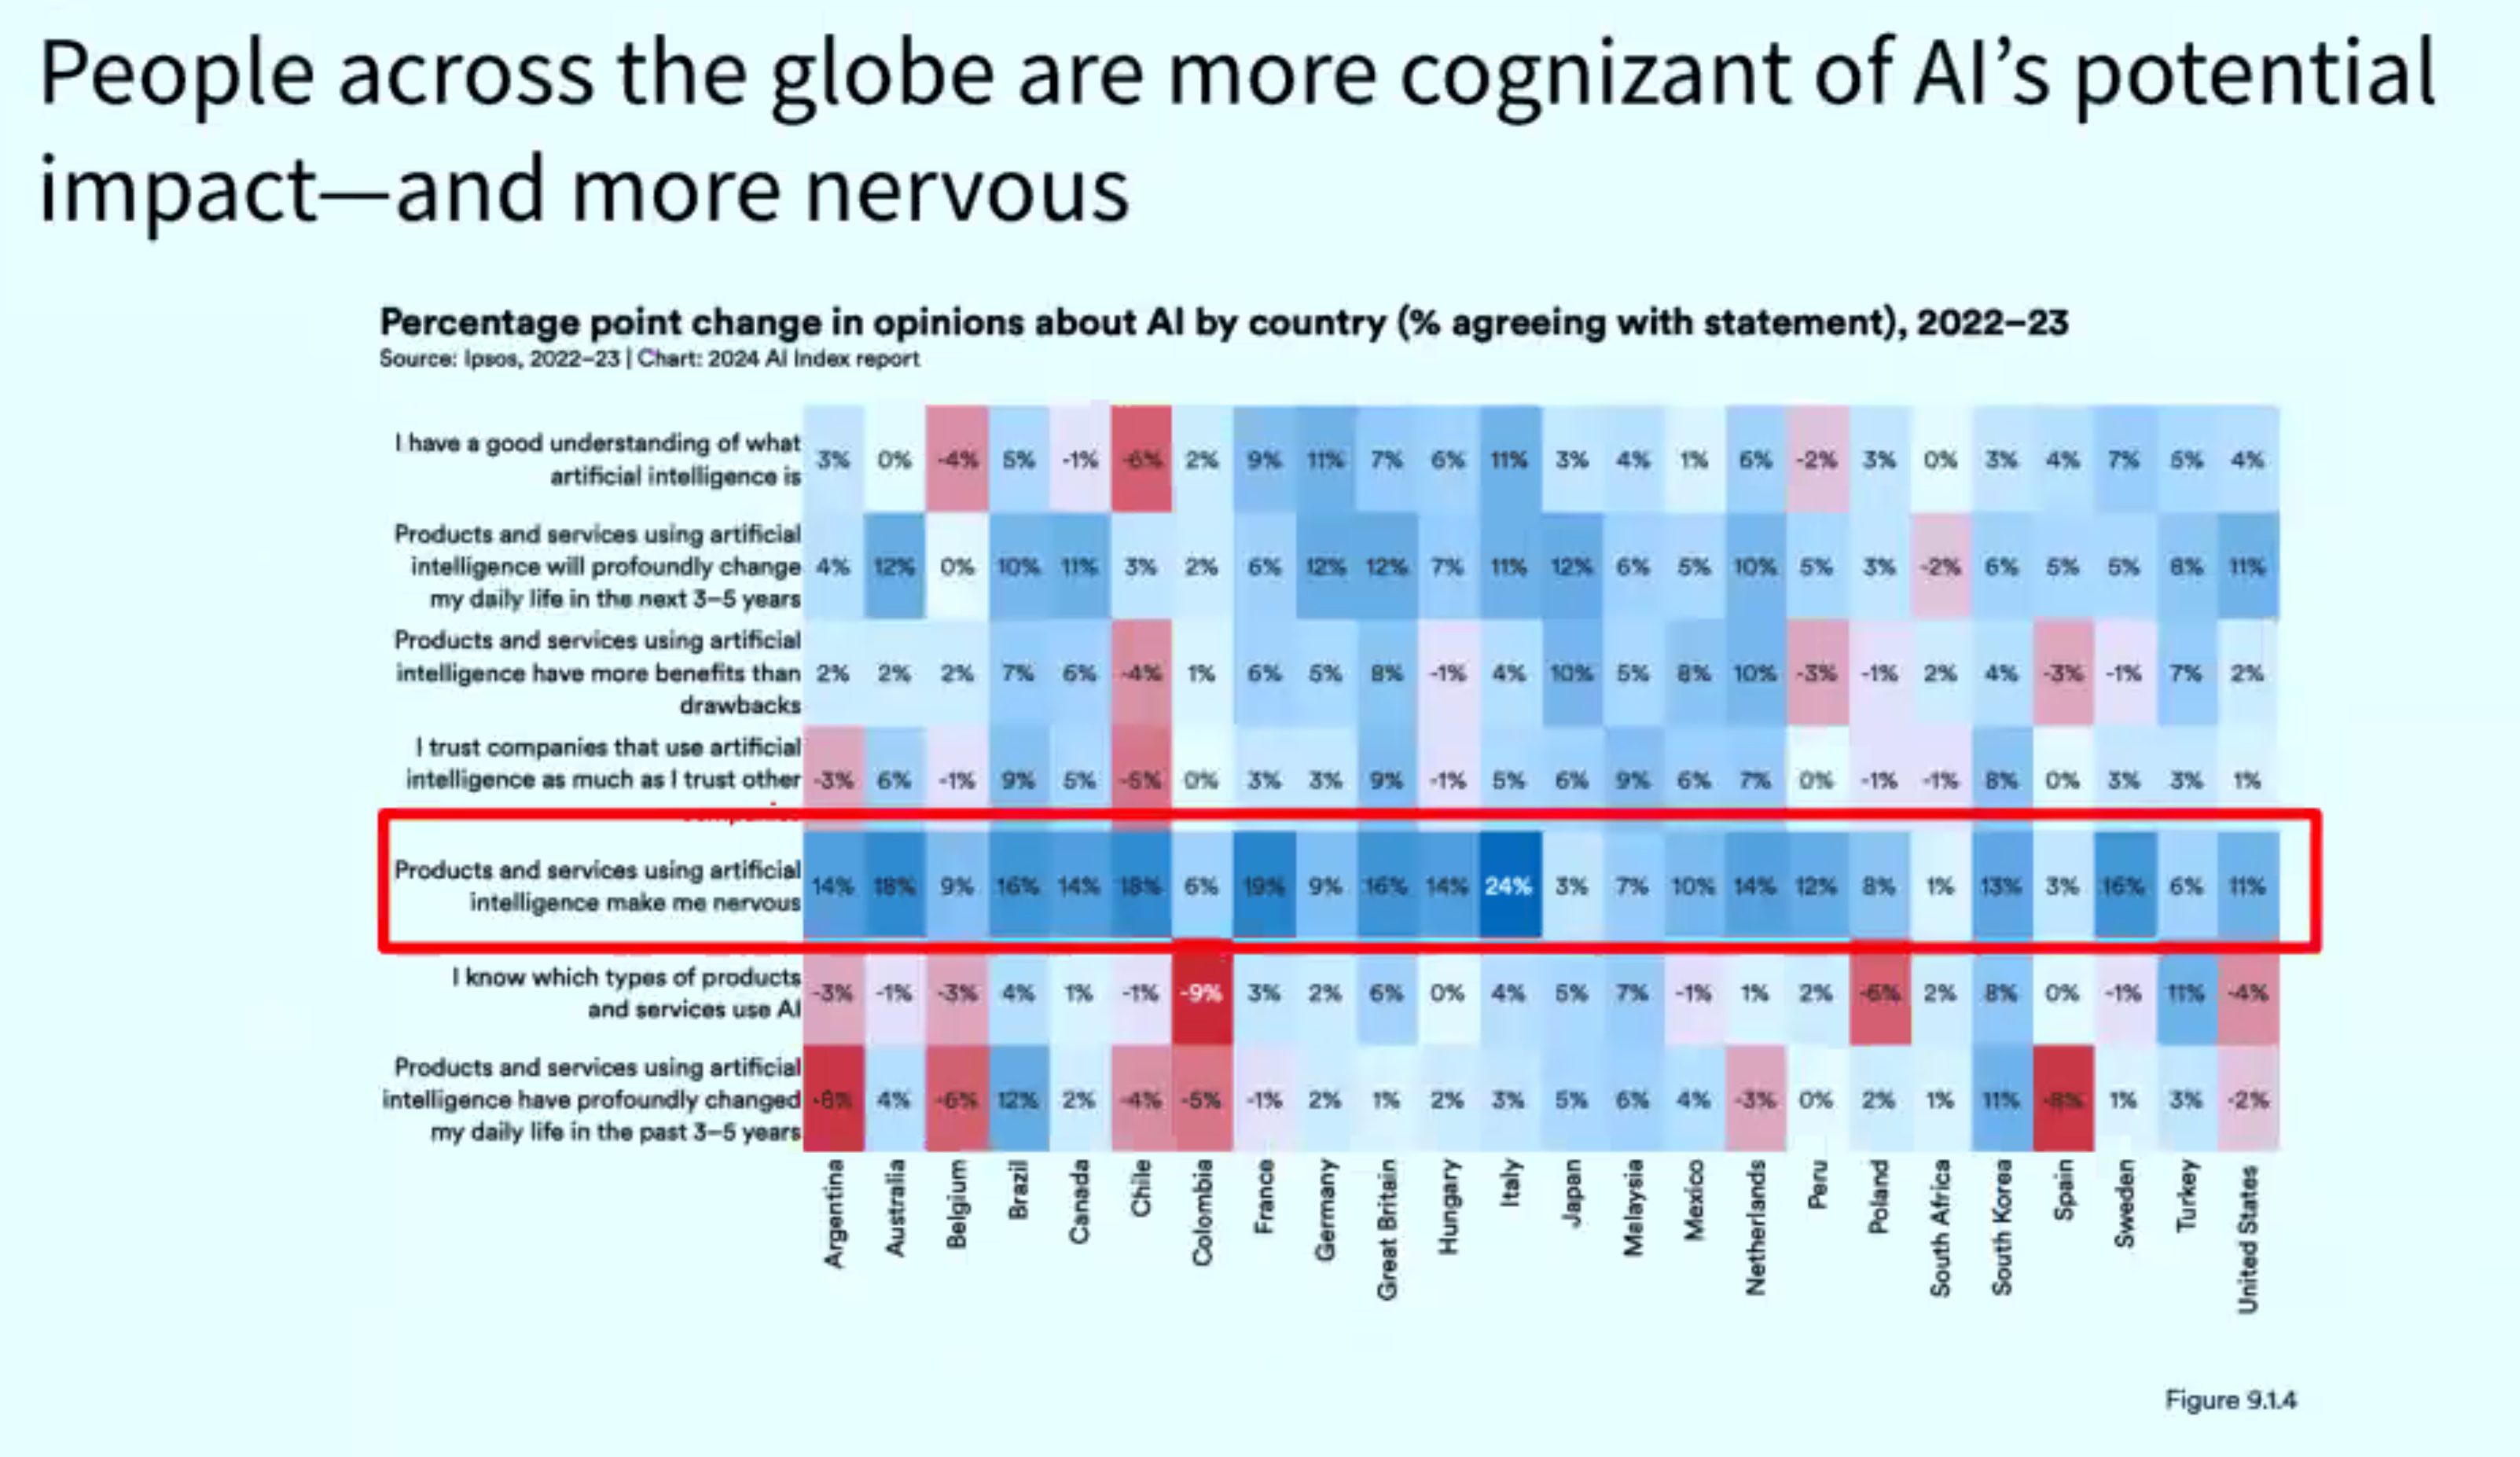 People across the globe are more cognizant of AI’s potential
impact—and more nervous
Percentage point change in opinions about AI by country (% agreeing with statement), 2022–23
Source: Ipsos, 2022–23 | Chart: 2024 AI Index report
I have a good understanding of what
artificial intelligence is
3% 0% -4% 5% -1% -6% 2% 9% 11% 7% 6% 11% 3% 4% 1% 6% -2% 3% 0% 3% 4% 7% 5% 4%
Products and services using artificial
intelligence will profoundly change
my daily life in the next 3–5 years
4% 12% 0% 10% 11% 3% 2% 6% 12% 12% 7% 11% 12% 6% 5% 10% 5% 3% -2% 6% 5% 5% 8% 11%
Products and services using artificial
intelligence have more benefits than
drawbacks
2% 2% 2% 7% 6% -4% 1% 6% 5% 8% -1% 4% 10% 5% 8% 10% -3% -1% 2% 4% -3% -1% 7% 2%
I trust companies that use artificial
intelligence as much as I trust other
-3% 6% -1% 9% 5% -5% 0% 3% 3% 9% -1% 5% 6% 9% 6% 7% 0% -1% -1% 8% 0% 3% 3% 1%
Products and services using artificial
intelligence make me nervous
14% 18% 9% 16% 14% 18% 6% 19% 9% 16% 14% 24% 3% 7% 10% 14% 12% 8% 1% 13% 3% 16% 6% 11%
I know which types of products
and services use AI
-3% -1% -3% 4% 1% -1% -9% 3% 2% 6% 0% 4% 5% 7% -1% 1% 2% -6% 2% 8% 0% -1% 11% -4%
Products and services using artificial
intelligence have profoundly changed
my daily life in the past 3–5 years
-8% 4% -6% 12% 2% -4% -5% -1% 2% 1% 2% 3% 5% 6% 4% -3% 0% 2% 1% 11% -8% 1% 3% -2%
Argentina
Australia
Belgium
Brazil
Canada
Chile
Colombia
France
Germany
Great Britain
Hungary
Italy
Japan
Malaysia
Mexico
Netherlands
Peru
Poland
South Africa
South Korea
Spain
Sweden
Turkey
United States
Figure 9.1.4